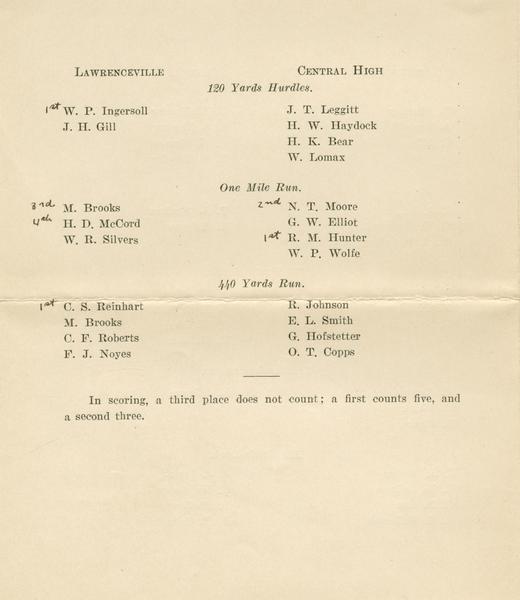 LAWRENCEVILLE CENTRAL HIGH
120 Yards Hurdles.
1st W. P. Ingersoll J. T. Leggitt
J. H. Gill H. W. Haydock
H. K. Bear
W. Lomax
One Mile Run.
3rd M. Brooks 2nd N. T. Moore
4th H. D. McCord G. W. Elliot
W. R. Silvers 1st R. M. Hunter
W. P. Wolfe
440 Yards Run.
1st C. S. Reinhart R. Johnson
M. Brooks E. L. Smith
C. F. Roberts G. Hofstetter
F. J. Noyes O. T. Copps
In scoring, a third place does not count; a first counts five, and
a second three.